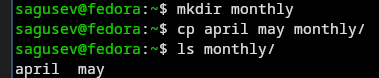 sagusev@fedora:~$ mkdir monthly
sagusev@fedora:~$ cp april may monthly/
sagusev@fedora:~$ ls monthly/
april  may